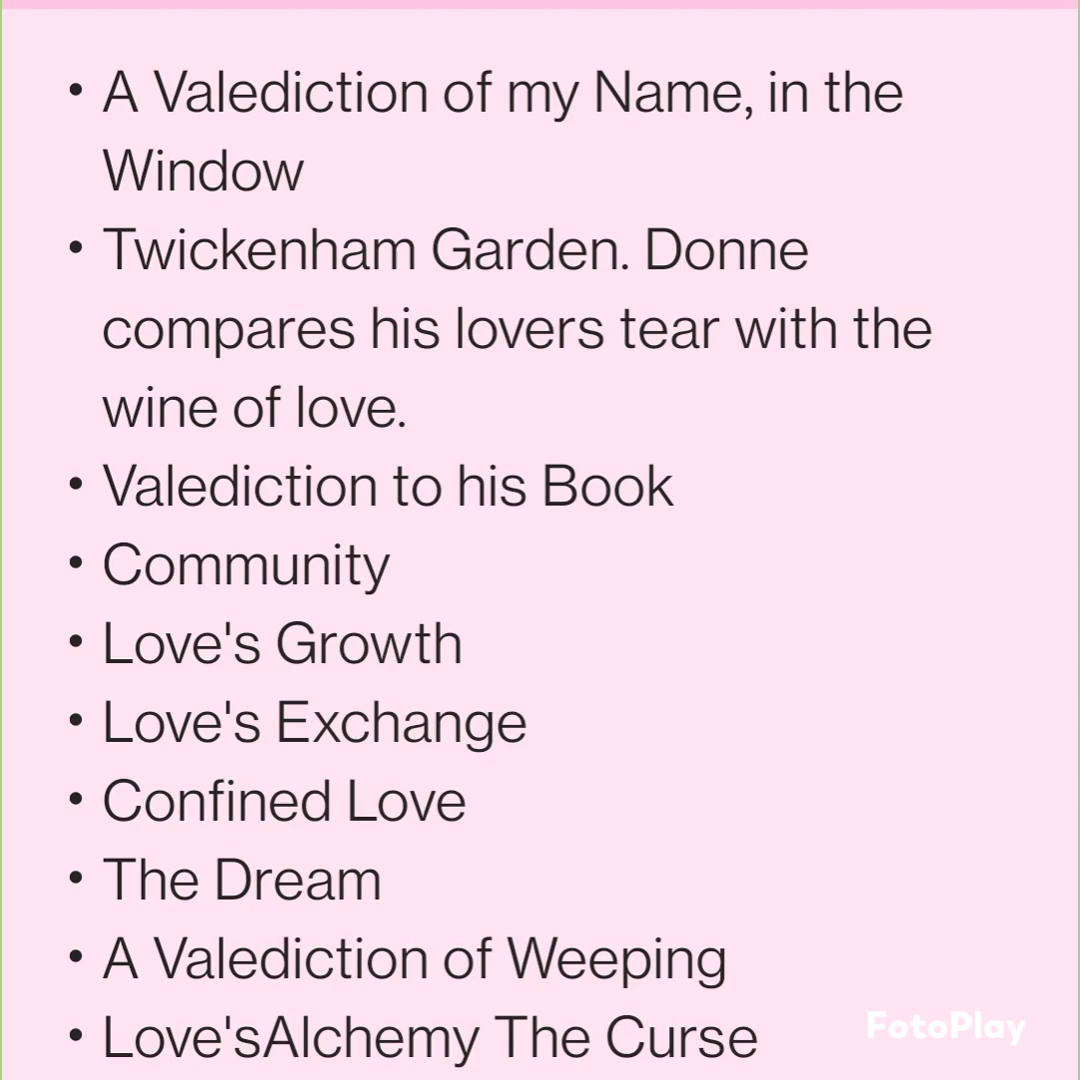 • A Valediction of my Name, in the
Window
• Twickenham Garden. Donne
compares his lovers tear with the
wine of love.
• Valediction to his Book
• Community
• Love's Growth
• Love's Exchange
• Confined Love
• The Dream
• A Valediction of Weeping
• Love'sAlchemy The Curse
FotoPlay